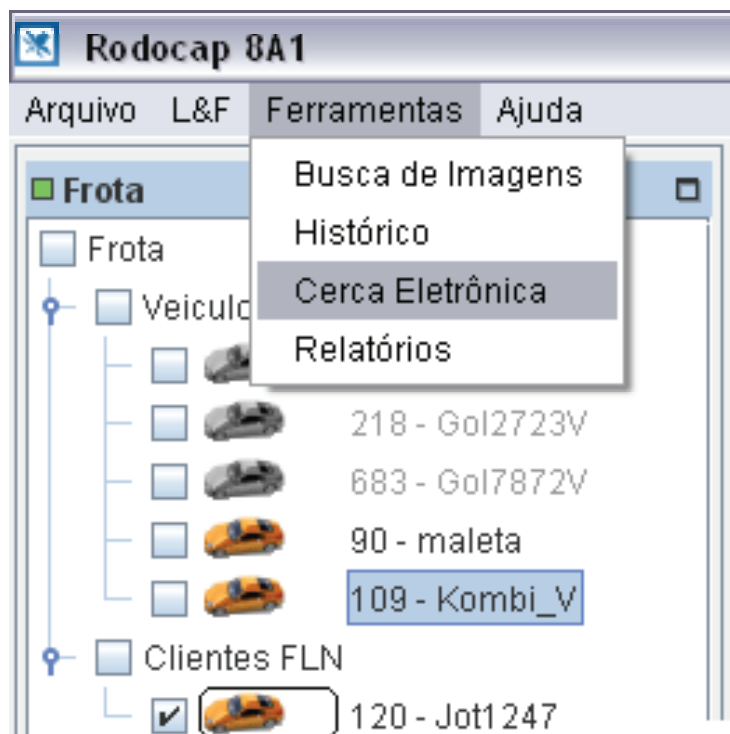 Rodocap 8A1
Arquivo L&F Ferramentas Ajuda
Busca de Imagens
Histórico
Cerca Eletrônica
Relatórios
Frota
Frota
Veiculo
218 - Gol2723V
683 - Gol7872V
90 - maleta
109 - Kombi_V
Clientes FLN
120 - Jot1247